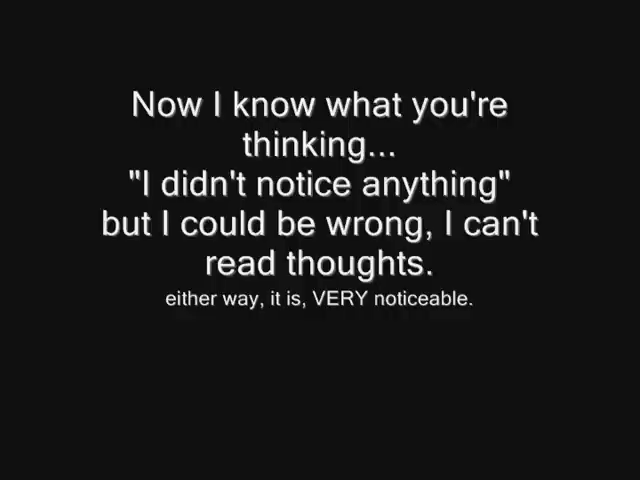 Now I know what you're
thinking...
"I didn't notice anything"
but I could be wrong, I can't
read thoughts.
either way, it is, VERY noticeable.